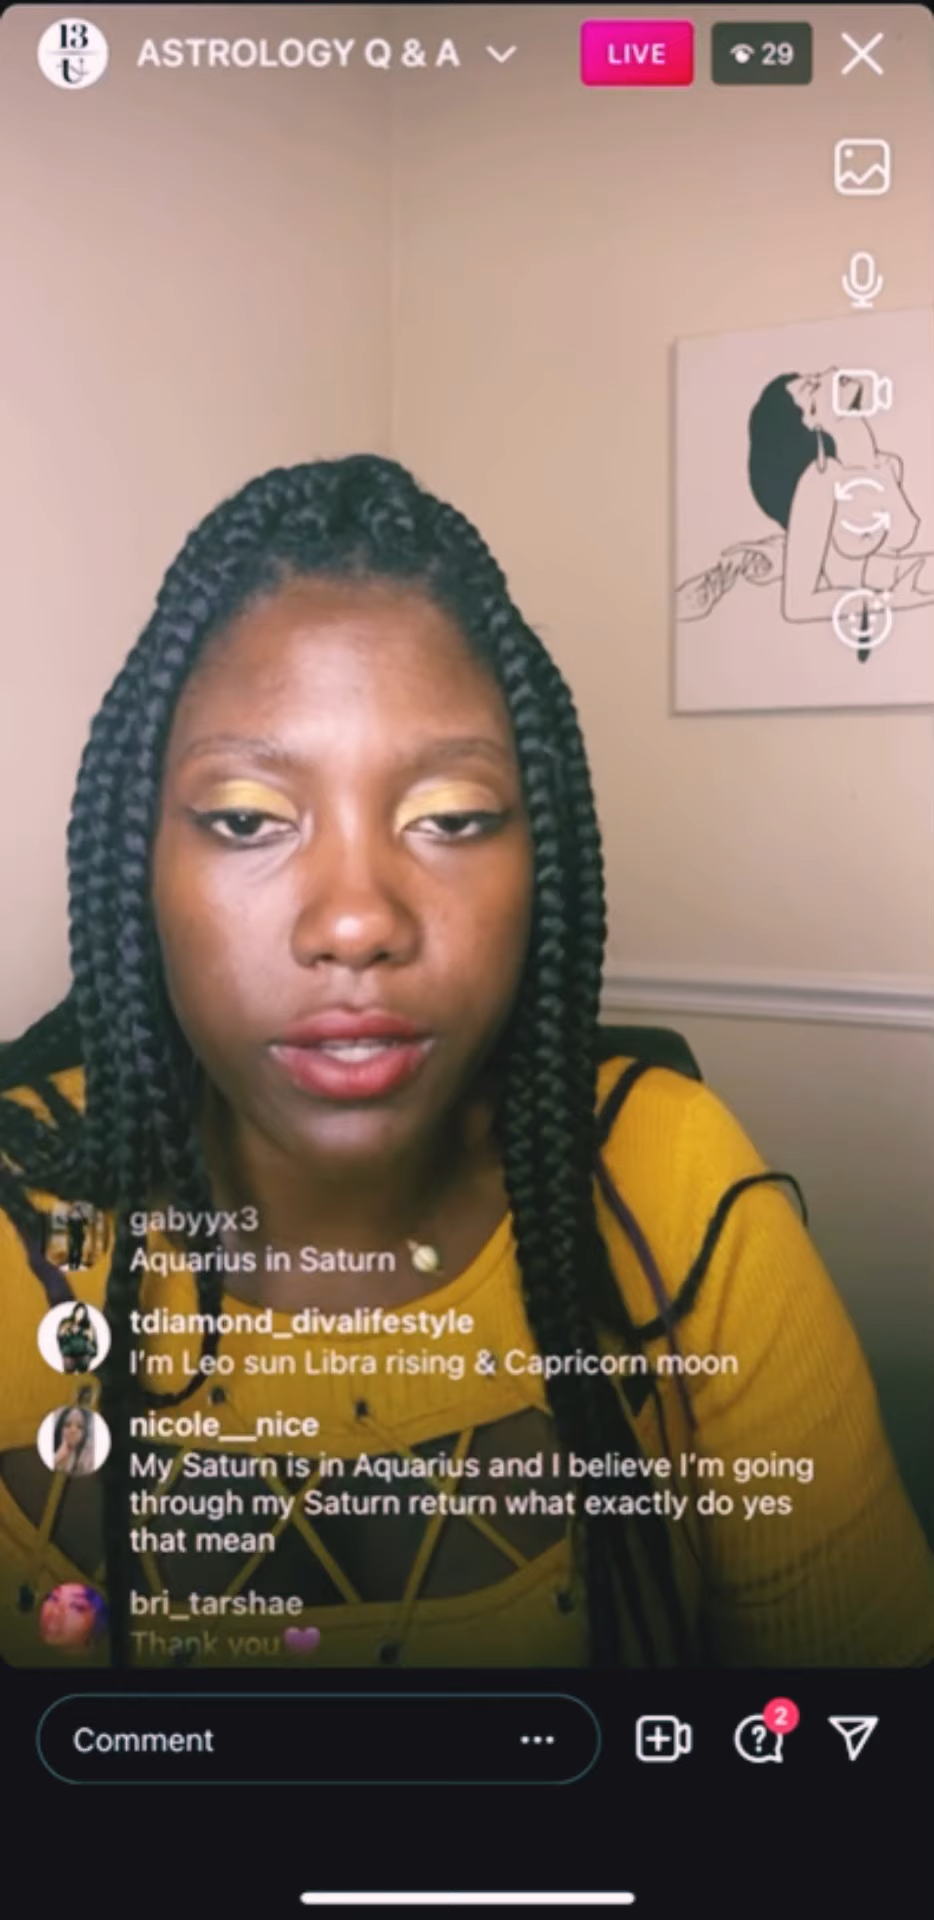 13
U
ASTROLOGY Q & A
LIVE
29
gabyyx3
Aquarius in Saturn 🪐
tdiamond_divalifestyle
I'm Leo sun Libra rising & Capricorn moon
nicole__nice
My Saturn is in Aquarius and I believe I'm going
through my Saturn return what exactly do yes
that mean
bri_tarshae
Thank you💜
Comment
2